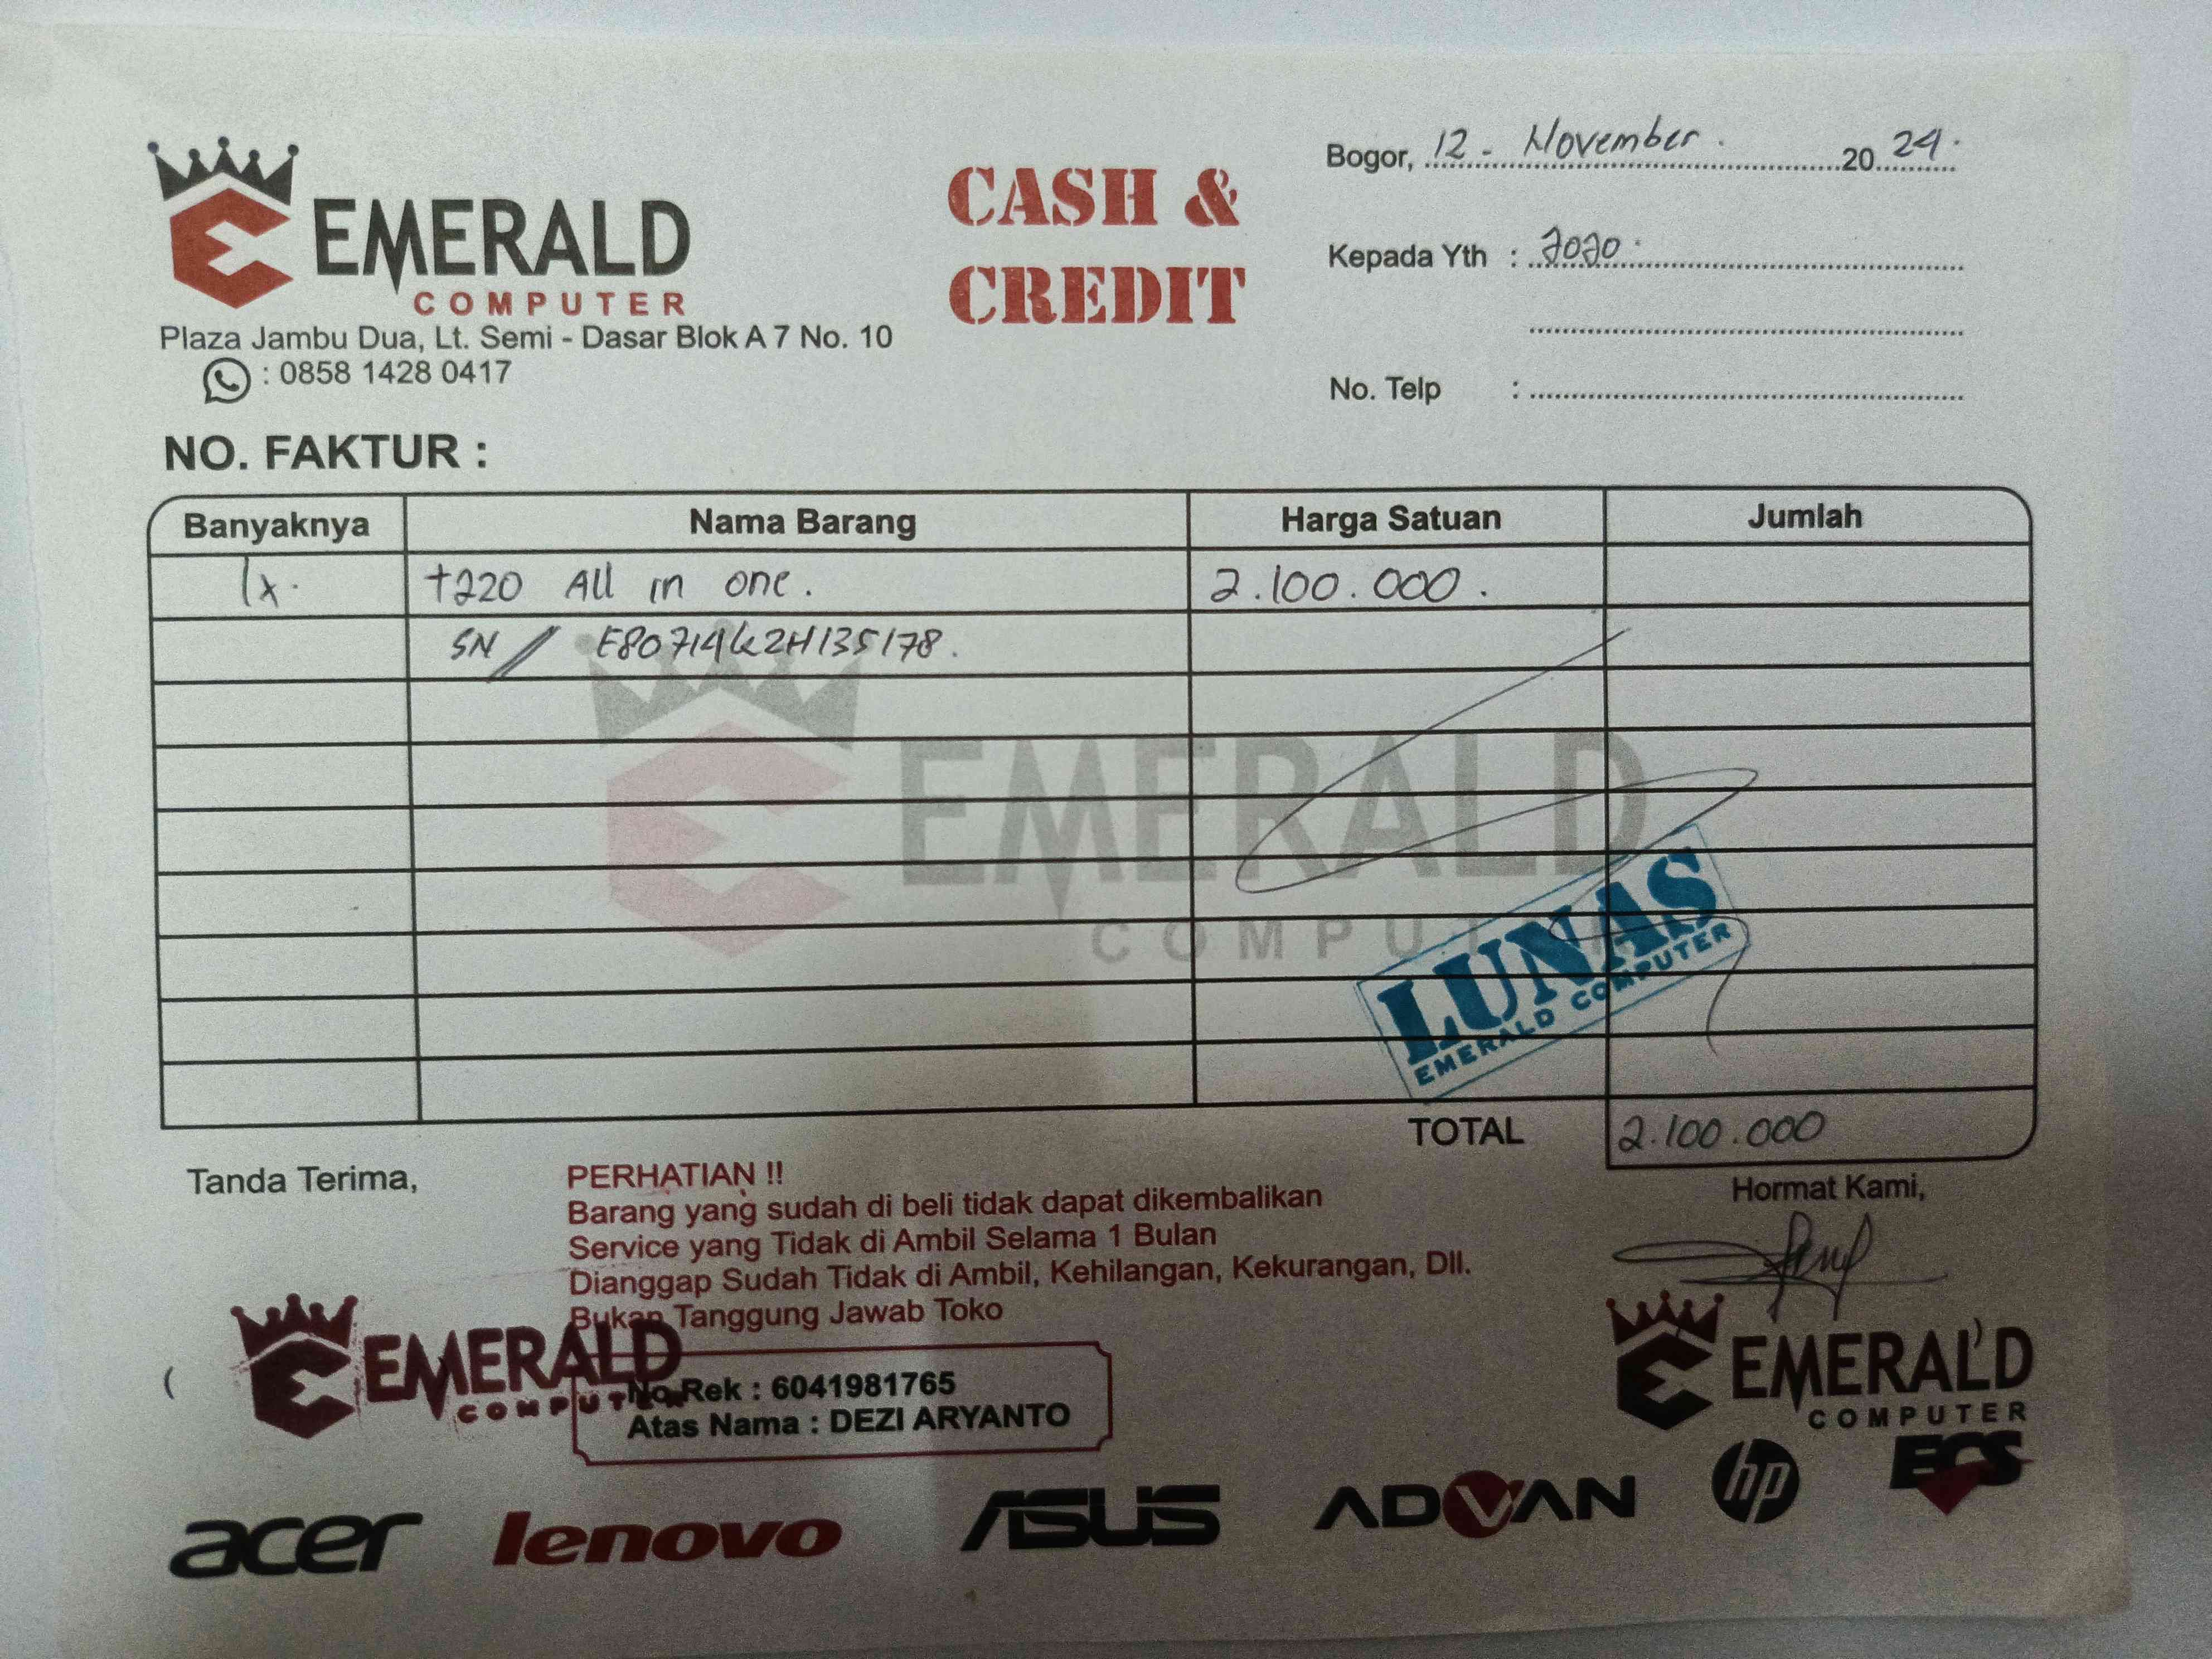 EMERALD
COMPUTER
Plaza Jambu Dua, Lt. Semi - Dasar Blok A 7 No. 10
: 0858 1428 0417
CASH &
CREDIT
Bogor, 12 - November . 20 24.
Kepada Yth : Jojo .
No. Telp :
NO. FAKTUR :
Banyaknya Nama Barang Harga Satuan Jumlah
1x. t220 All in one. 2.100.000.
SN // E80714K2H135178.
EMERALD
COMPUTER
LUNAS
EMERALD COMPUTER
TOTAL 2.100.000
Tanda Terima,
PERHATIAN !!
Barang yang sudah di beli tidak dapat dikembalikan
Service yang Tidak di Ambil Selama 1 Bulan
Dianggap Sudah Tidak di Ambil, Kehilangan, Kekurangan, Dll.
Bukan Tanggung Jawab Toko
Hormat Kami,
EMERALD
COMPUTER
No.Rek : 6041981765
Atas Nama : DEZI ARYANTO
EMERALD
COMPUTER
acer lenovo ASUS ADVAN hp ECS